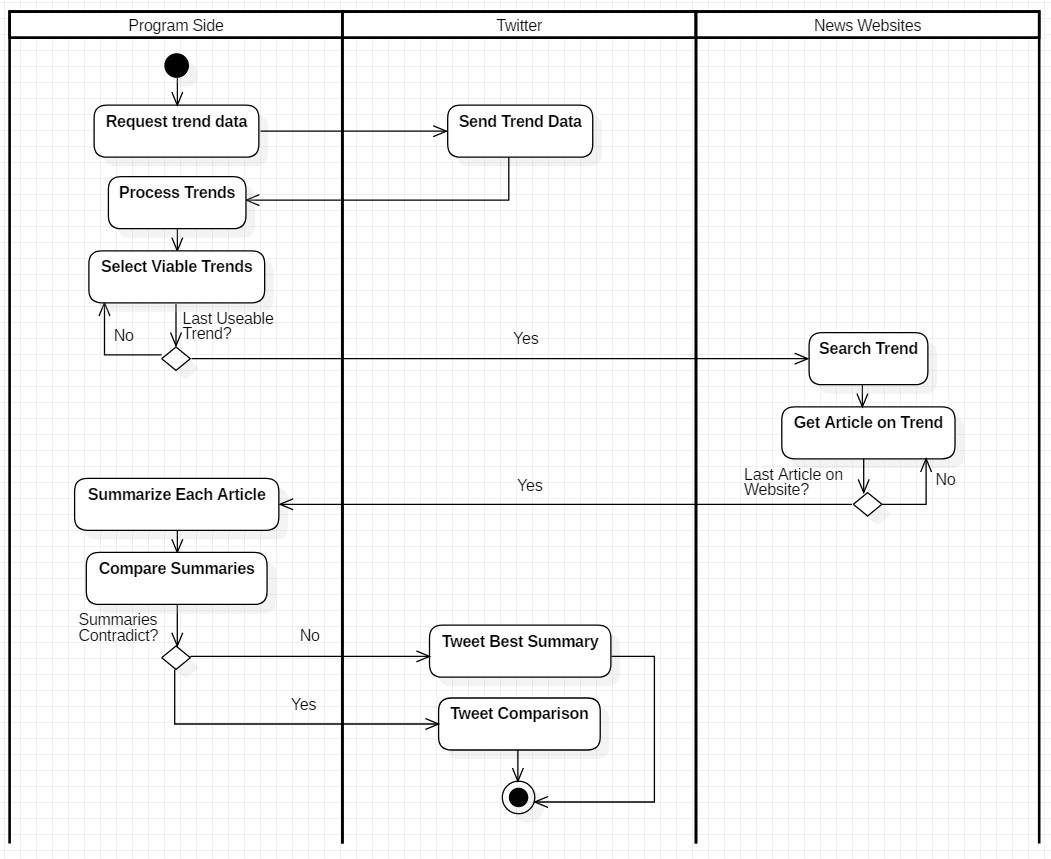 Program Side
Twitter
News Websites
Request trend data
Send Trend Data
Process Trends
Select Viable Trends
Last Useable
Trend?
No
Yes
Search Trend
Get Article on Trend
Last Article on
Website?
No
Yes
Summarize Each Article
Compare Summaries
Summaries
Contradict?
No
Tweet Best Summary
Yes
Tweet Comparison